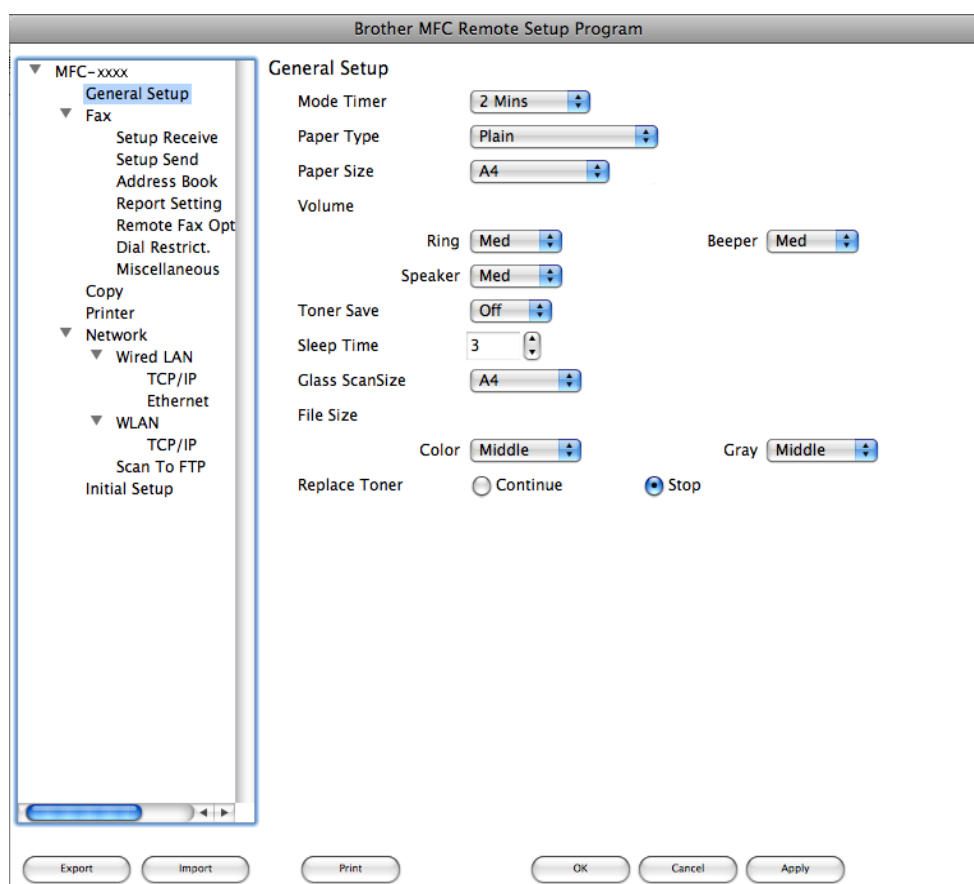 Brother MFC Remote Setup Program
MFC-xxxx
General Setup
Fax
Setup Receive
Setup Send
Address Book
Report Setting
Remote Fax Opt
Dial Restrict.
Miscellaneous
Copy
Printer
Network
Wired LAN
TCP/IP
Ethernet
WLAN
TCP/IP
Scan To FTP
Initial Setup
General Setup
Mode Timer 2 Mins
Paper Type Plain
Paper Size A4
Volume
Ring Med Beeper Med
Speaker Med
Toner Save Off
Sleep Time 3
Glass ScanSize A4
File Size
Color Middle Gray Middle
Replace Toner Continue Stop
Export Import Print OK Cancel Apply